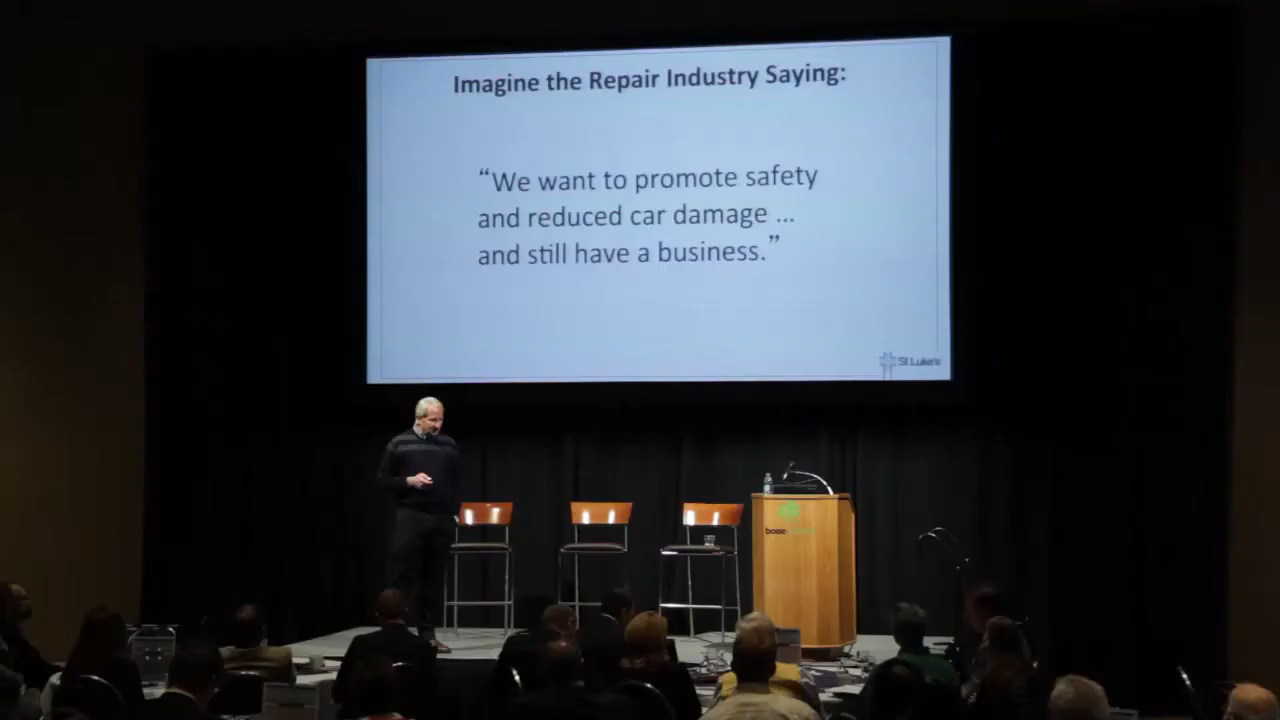 Imagine the Repair Industry Saying:
“We want to promote safety
and reduced car damage ...
and still have a business.”
St Luke's
boise